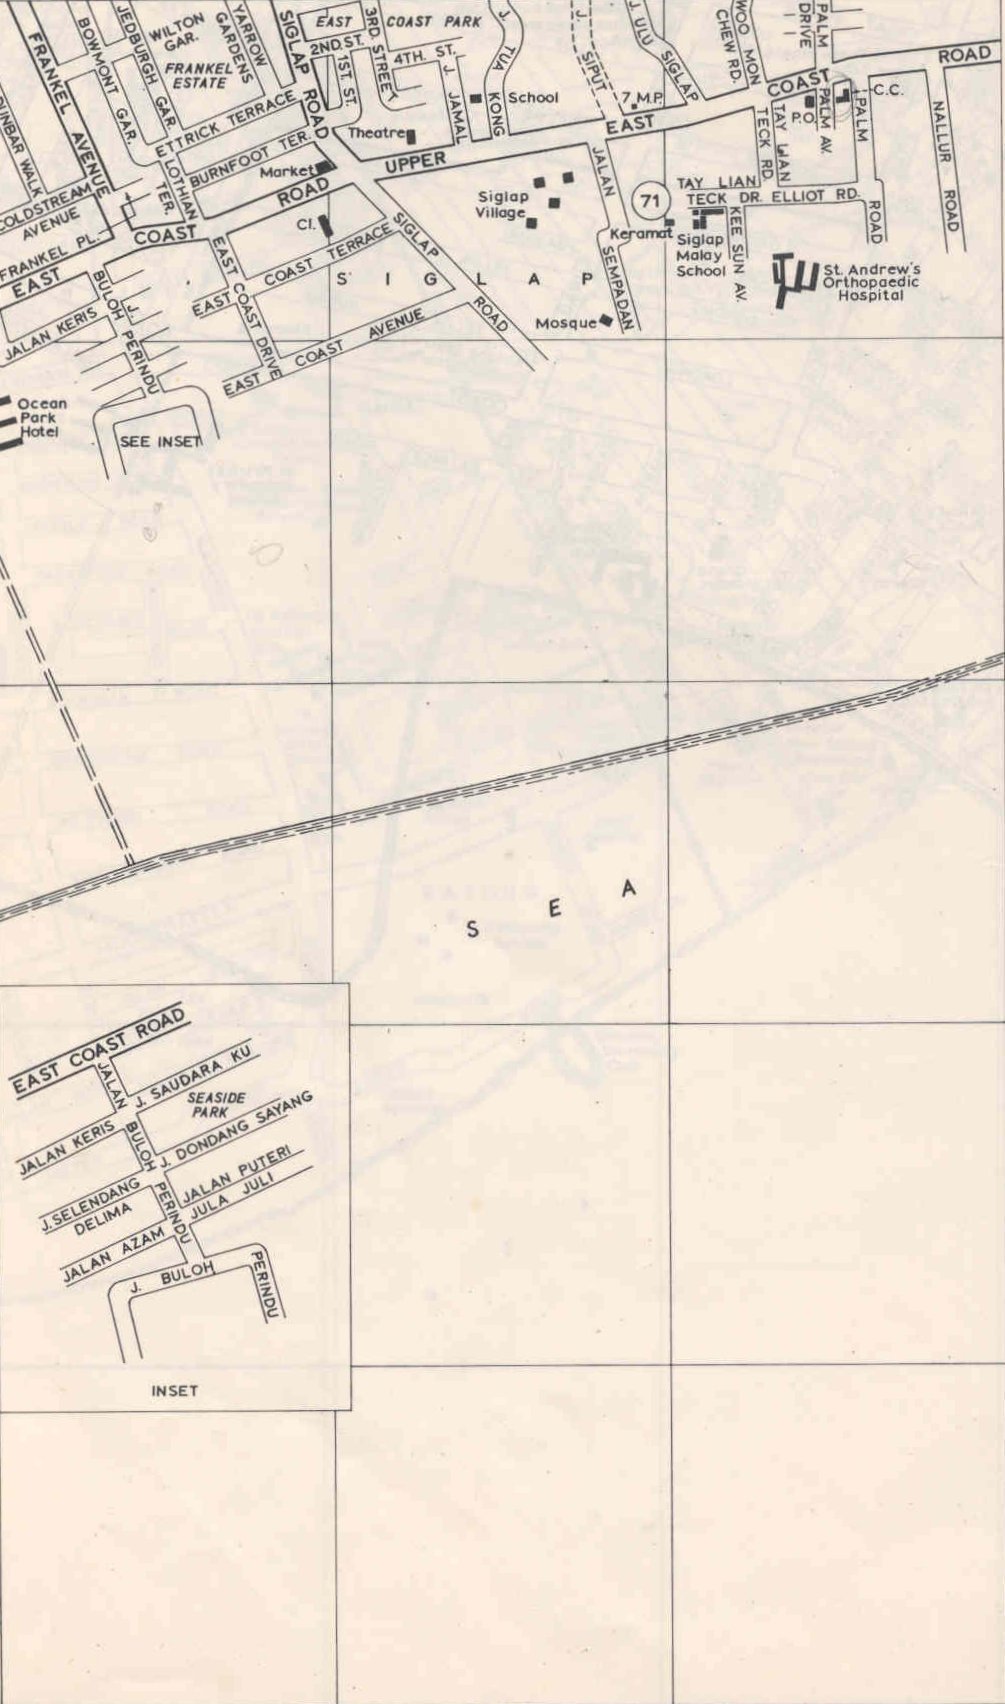 FRANKEL AVENUE
BOWMONT GAR.
JEDBURGH GAR.
WILTON
GAR.
YARROW
GARDENS
FRANKEL
ESTATE
SIGLAP ROAD
EAST COAST PARK
2ND.ST.
1ST. ST.
3RD. STREET
4TH. ST.
J. JAMAL
J. TUA KONG
School
J. SIPUT
J. ULU SIGLAP
7.M.P.
WOO MON
CHEW RD.
PALM
DRIVE
COAST
ROAD
P.O.
PALM AV.
C.C.
PALM ROAD
NALLUR ROAD
DUNBAR WALK
ETTRICK TERRACE
LOTHIAN TER.
BURNFOOT TER.
Theatre
Market
UPPER
EAST
TECK RD.
TAY LIAN
COLDSTREAM
AVENUE
FRANKEL PL.
EAST
COAST
ROAD
Cl.
Siglap
Village
JALAN SEMPADAN
71
TAY LIAN
TECK DR.
ELLIOT RD.
Keramat
Siglap
Malay
School
KEE SUN AV.
St. Andrew's
Orthopaedic
Hospital
EAST COAST TERRACE
EAST COAST DRIVE
SIGLAP ROAD
SIGLAP
Mosque
JALAN KERIS
J. BULOH PERINDU
EAST COAST AVENUE
Ocean
Park
Hotel
SEE INSET
SEA
EAST COAST ROAD
JALAN BULOH PERINDU
J. SAUDARA KU
SEASIDE
PARK
JALAN KERIS
J. DONDANG SAYANG
J. SELENDANG
DELIMA
JALAN PUTERI
JULA JULI
JALAN AZAM
J. BULOH PERINDU
INSET